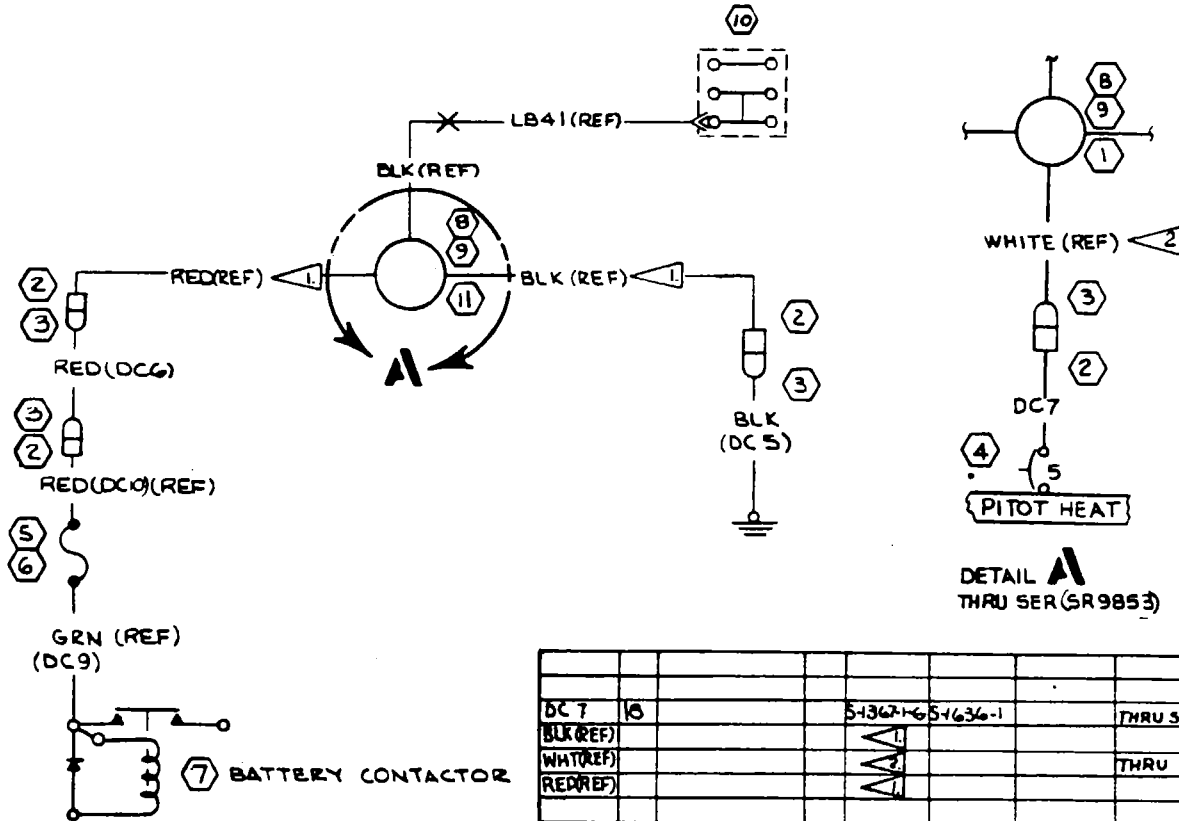 10
LB41(REF)
BLK(REF)
8
9
11
RED(REF)
1.
BLK (REF)
1.
A
2
3
RED(DC6)
3
2
RED(DC10)(REF)
5
6
GRN (REF)
(DC9)
7 BATTERY CONTACTOR
2
3
BLK
(DC5)
8
9
1
WHITE (REF)
2
3
2
DC7
4
5
PITOT HEAT
DETAIL A
THRU SER (SR9853)
DC 7 18 S-1367-1-6 S-1636-1 THRU S
BLK(REF) 1.
WHT(REF) 2. THRU
RED(REF) 1.